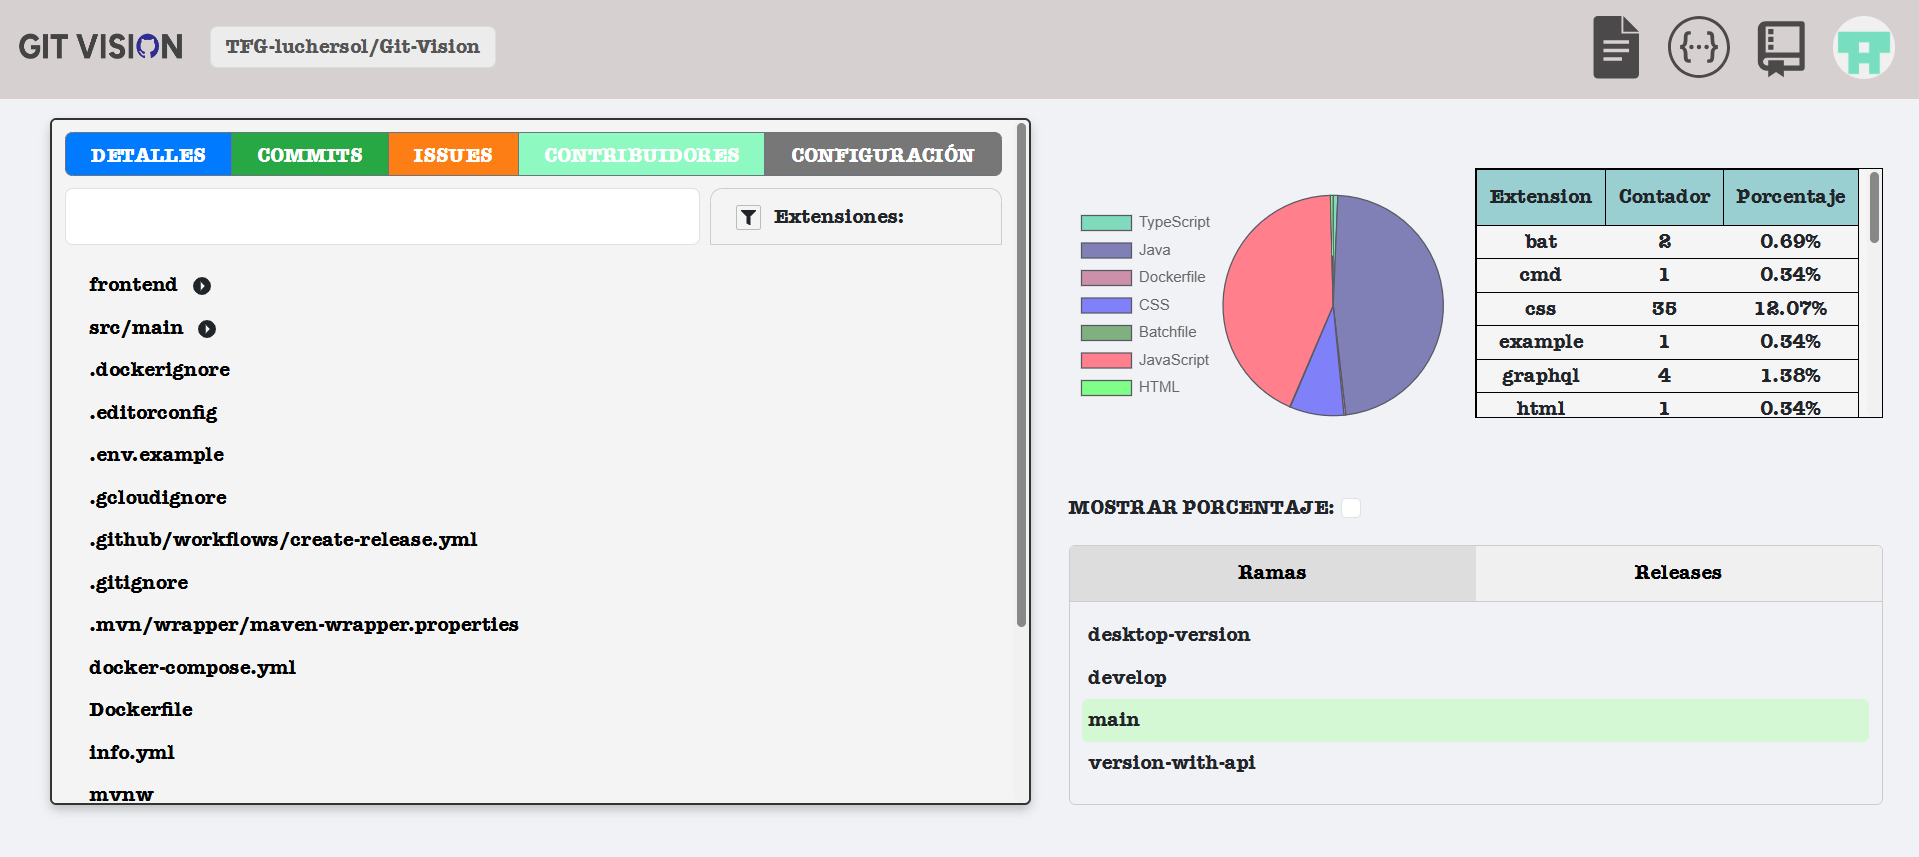 GIT VISION
TFG-luchersol/Git-Vision
DETALLES
COMMITS
ISSUES
CONTRIBUIDORES
CONFIGURACIÓN
Extensiones:
frontend
src/main
.dockerignore
.editorconfig
.env.example
.gcloudignore
.github/workflows/create-release.yml
.gitignore
.mvn/wrapper/maven-wrapper.properties
docker-compose.yml
Dockerfile
info.yml
mvnw
TypeScript
Java
Dockerfile
CSS
Batchfile
JavaScript
HTML
Extension Contador Porcentaje
bat 2 0.69%
cmd 1 0.34%
css 35 12.07%
example 1 0.34%
graphql 4 1.38%
html 1 0.34%
MOSTRAR PORCENTAJE:
Ramas
Releases
desktop-version
develop
main
version-with-api